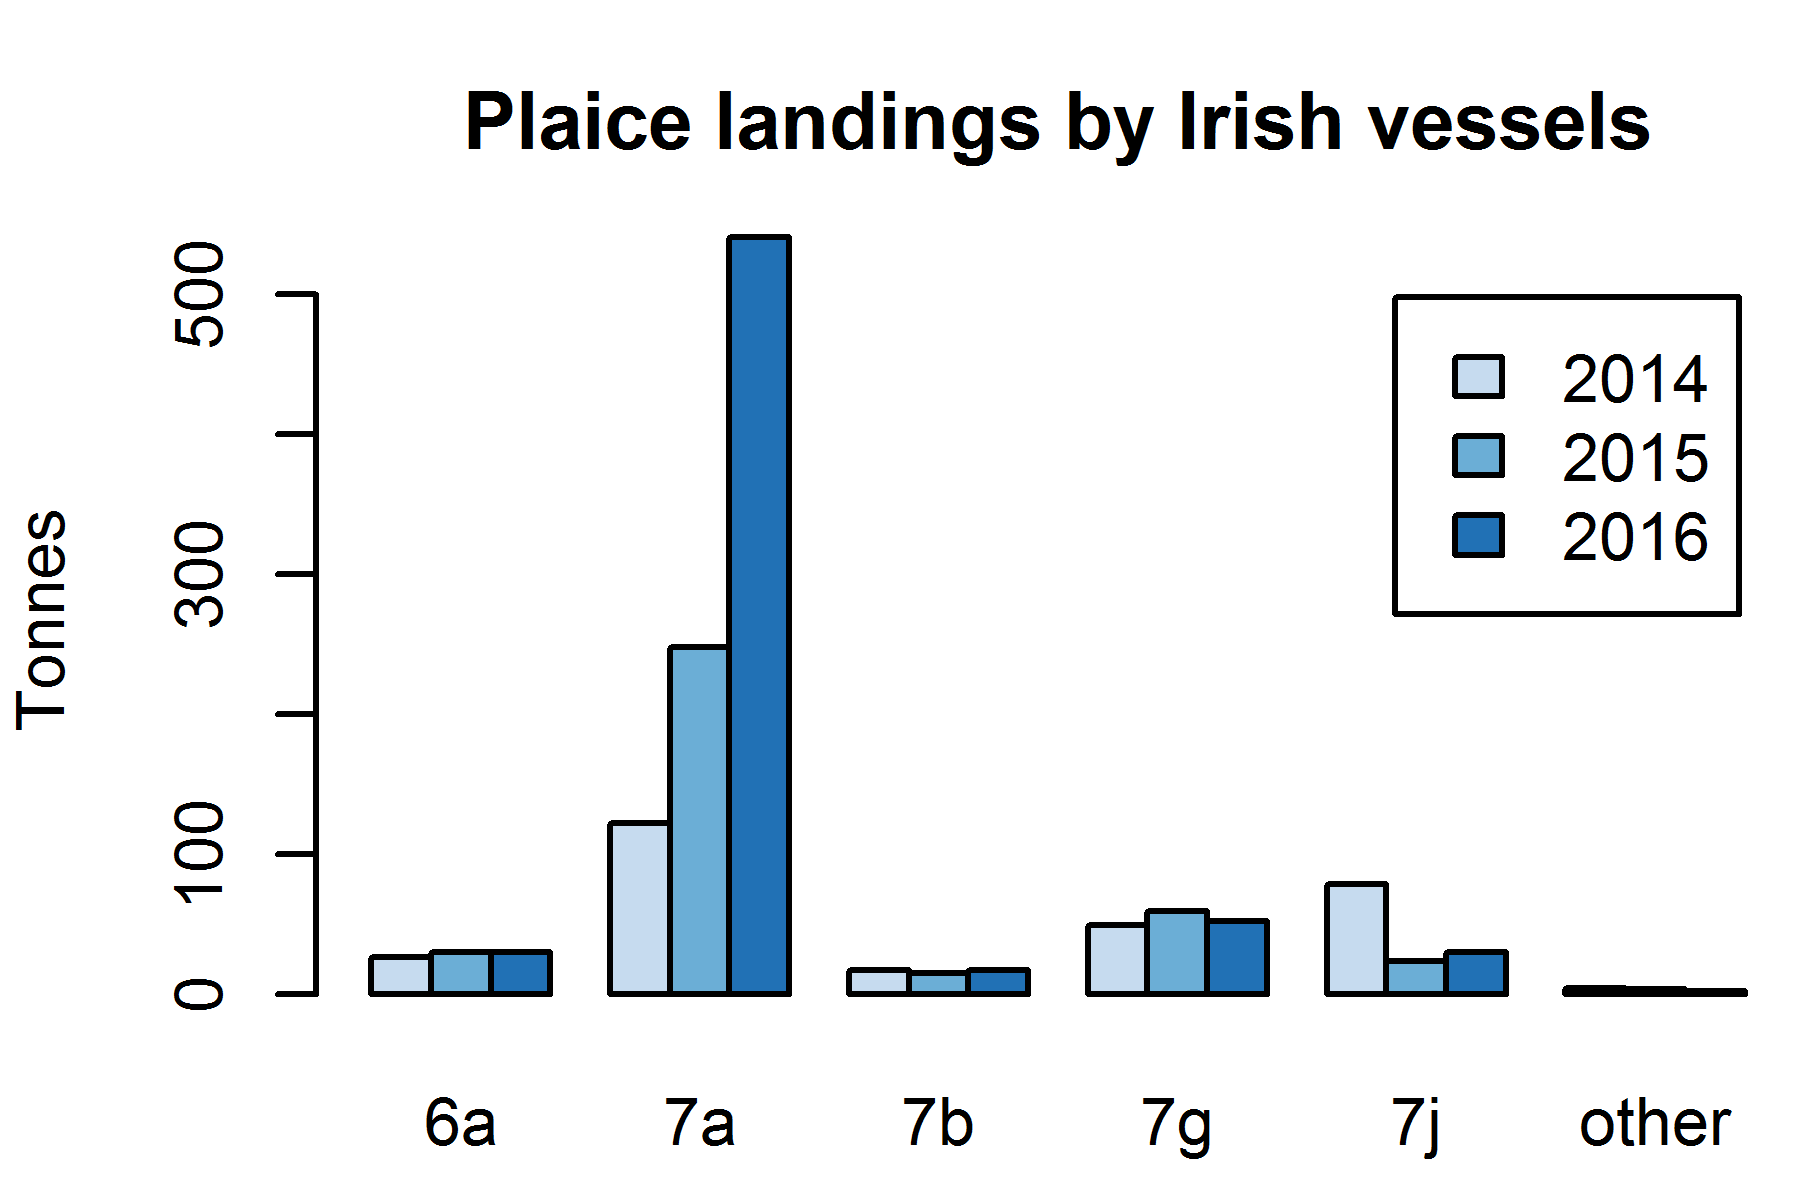 Plaice landings by Irish vessels
Tonnes
500
300
100
0
2014
2015
2016
6a
7a
7b
7g
7j
other